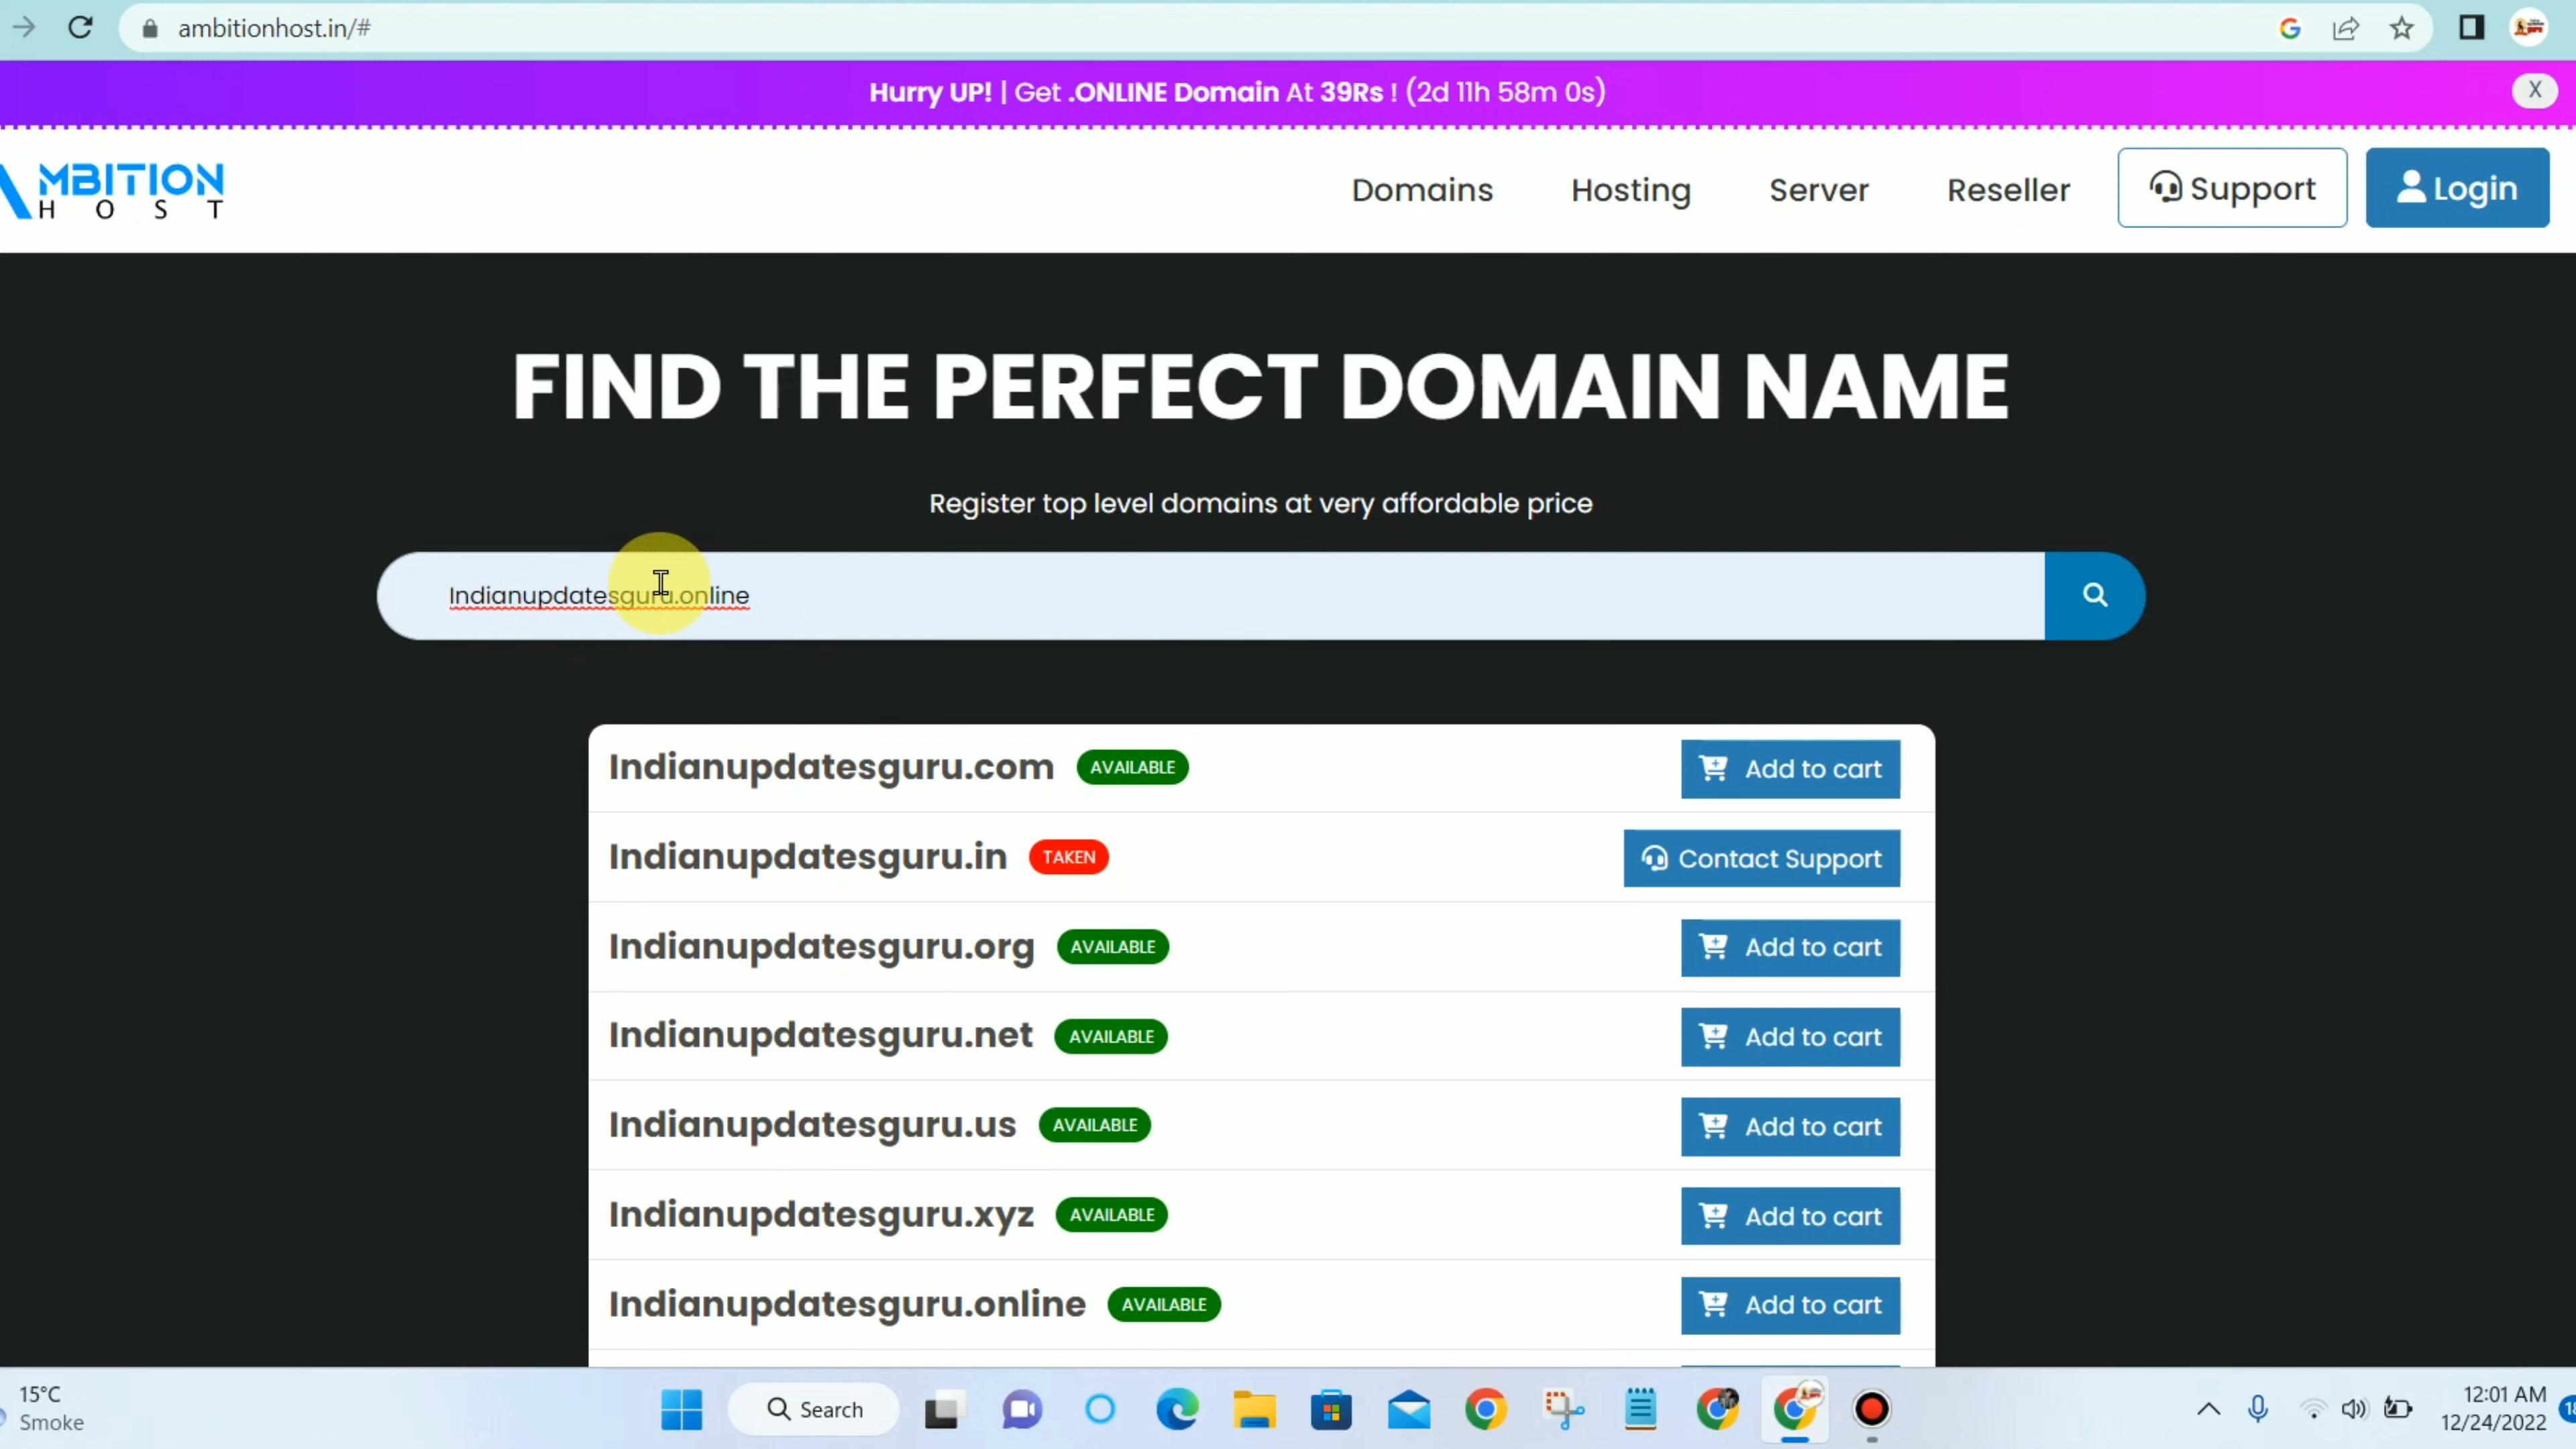 ambitionhost.in/#
Hurry UP! | Get .ONLINE Domain At 39Rs ! (2d 11h 58m 0s)
X
MBITION
HOST
Domains
Hosting
Server
Reseller
Support
Login
FIND THE PERFECT DOMAIN NAME
Register top level domains at very affordable price
Indianupdatesguru.online
Indianupdatesguru.com AVAILABLE Add to cart
Indianupdatesguru.in TAKEN Contact Support
Indianupdatesguru.org AVAILABLE Add to cart
Indianupdatesguru.net AVAILABLE Add to cart
Indianupdatesguru.us AVAILABLE Add to cart
Indianupdatesguru.xyz AVAILABLE Add to cart
Indianupdatesguru.online AVAILABLE Add to cart
15°C
Smoke
Search
12:01 AM
12/24/2022